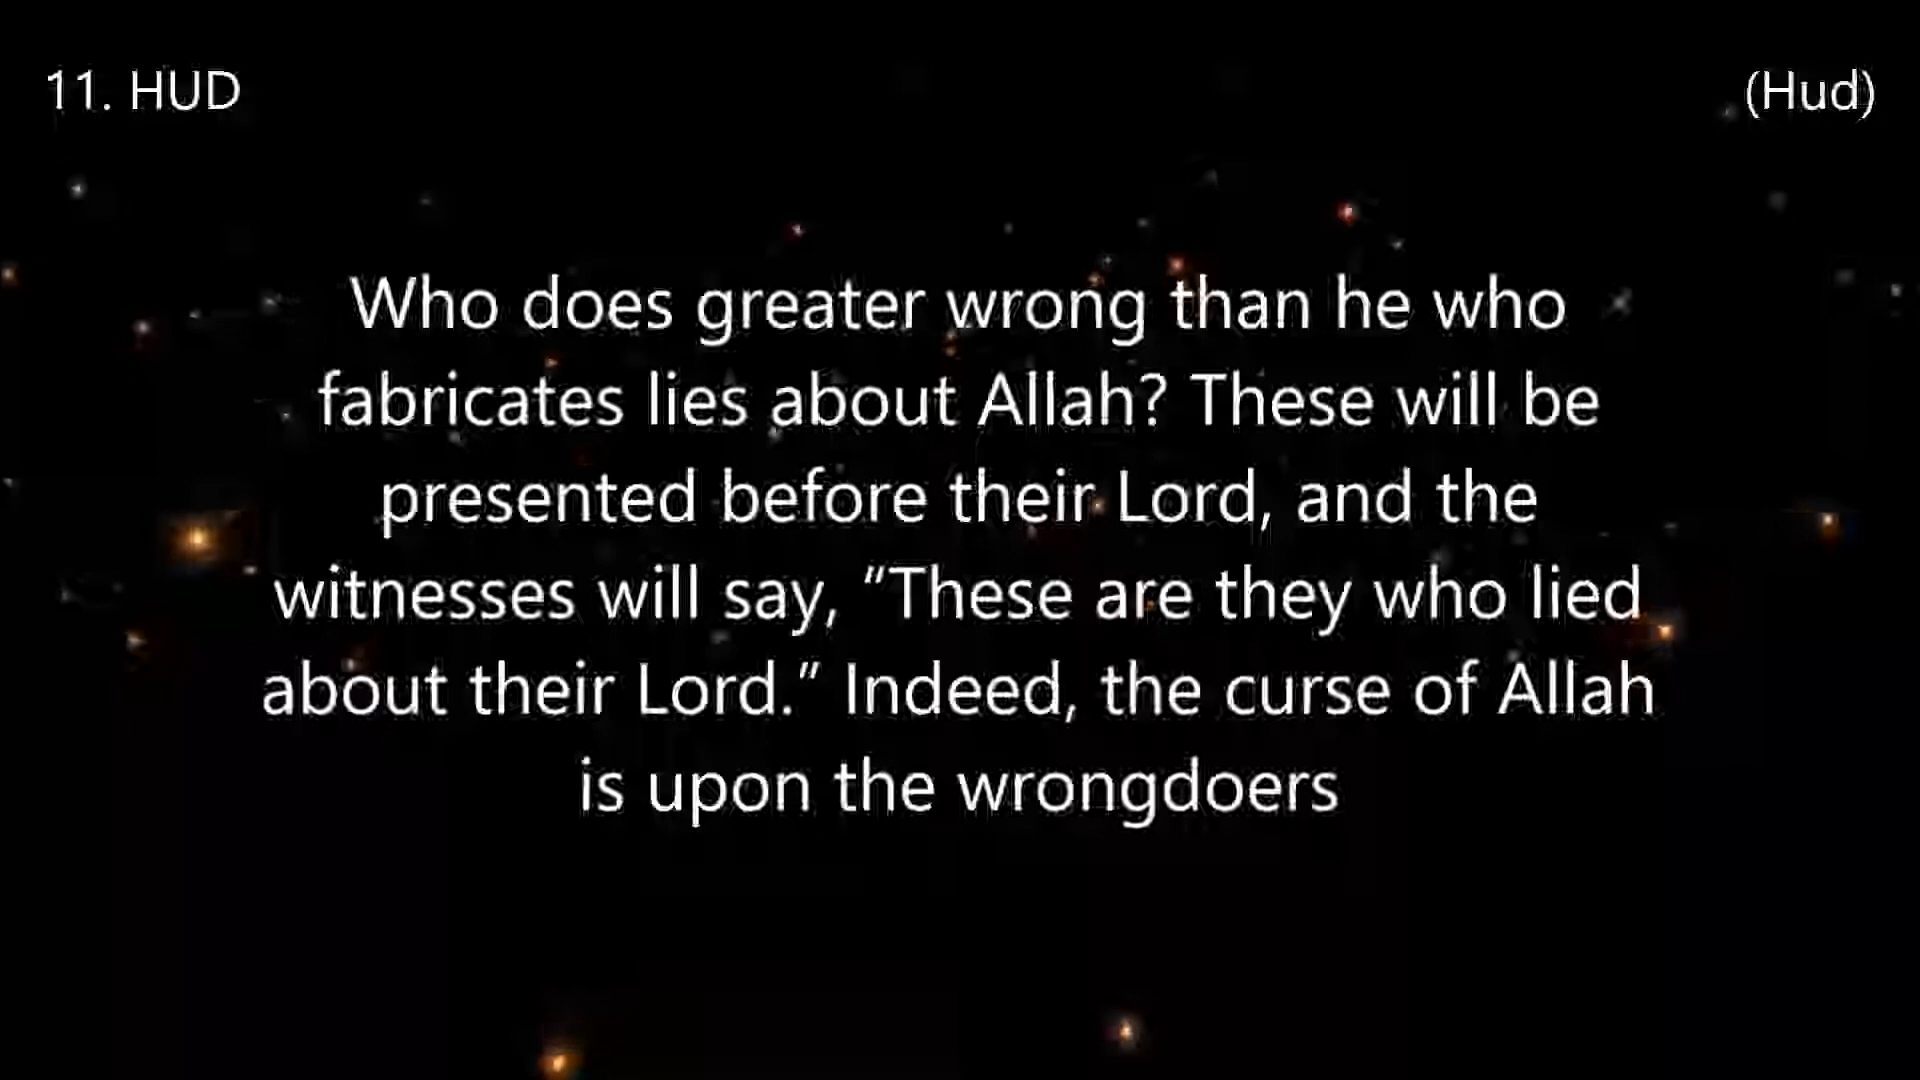 11. HUD
(Hud)
Who does greater wrong than he who
fabricates lies about Allah? These will be
presented before their Lord, and the
witnesses will say, “These are they who lied
about their Lord.” Indeed, the curse of Allah
is upon the wrongdoers